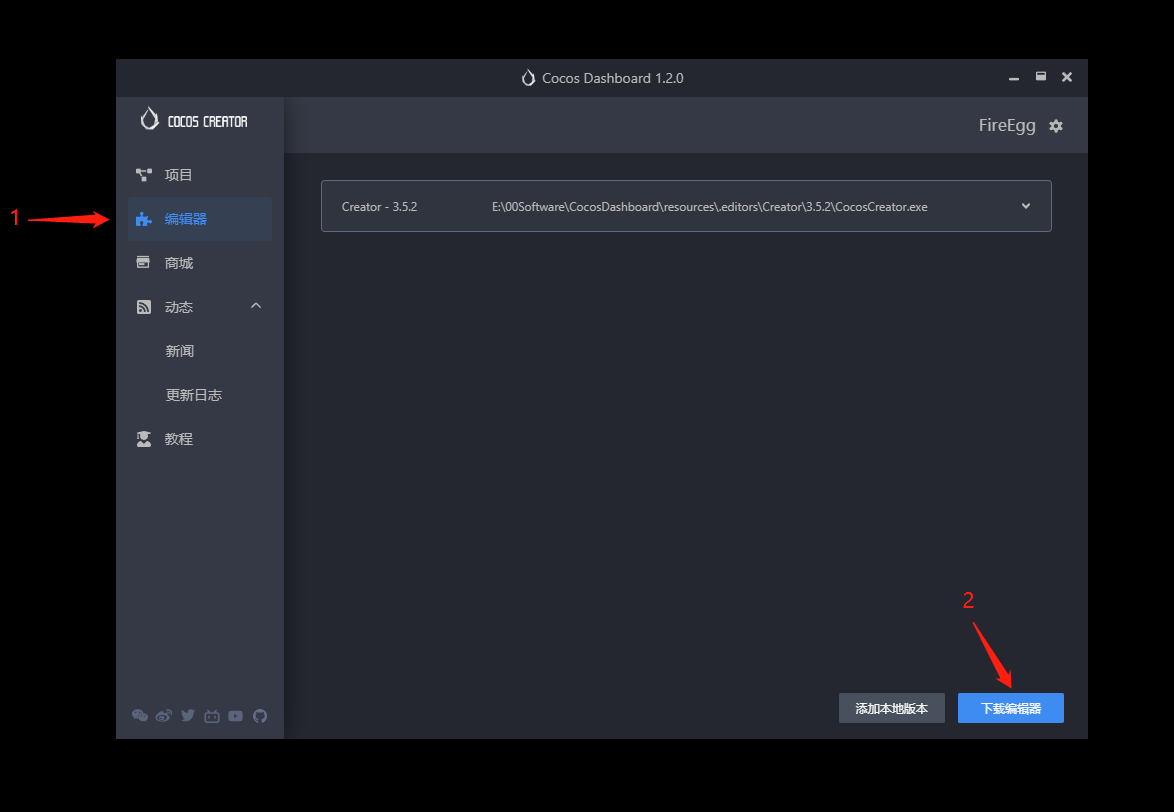 Cocos Dashboard 1.2.0
COCOS CREATOR
FireEgg
项目
1
编辑器
Creator - 3.5.2
E:\00Software\CocosDashboard\resources\.editors\Creator\3.5.2\CocosCreator.exe
商城
动态
新闻
更新日志
教程
2
添加本地版本
下载编辑器